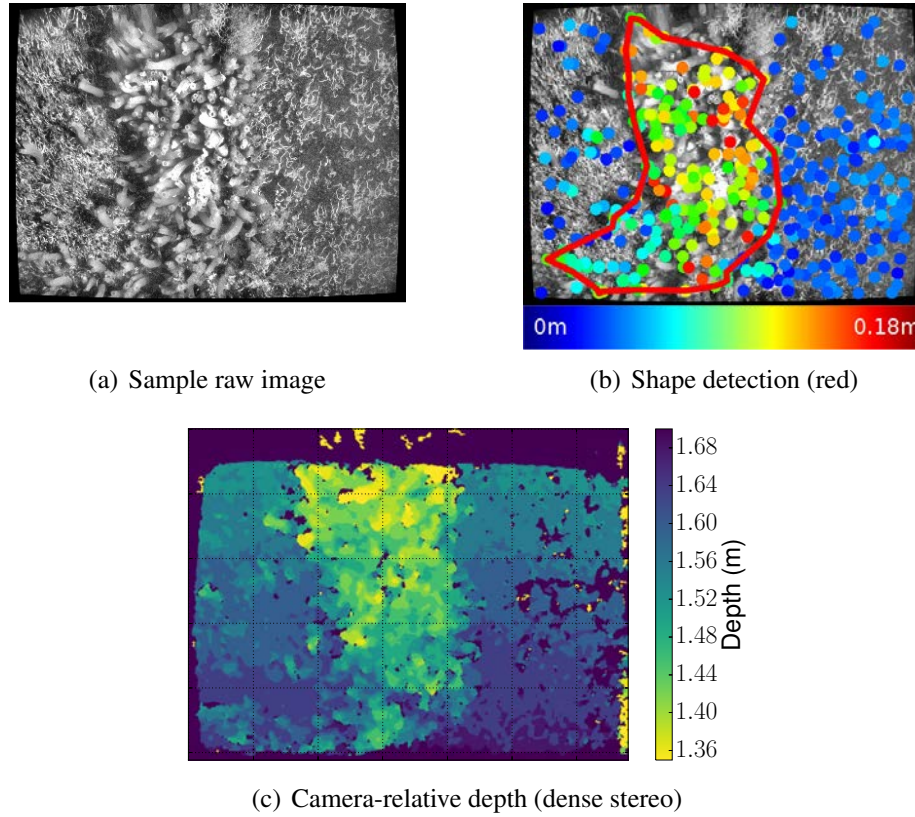 (a) Sample raw image
0m 0.18m
(b) Shape detection (red)
1.68
1.64
1.60
1.56
1.52
1.48
1.44
1.40
1.36
Depth (m)
(c) Camera-relative depth (dense stereo)